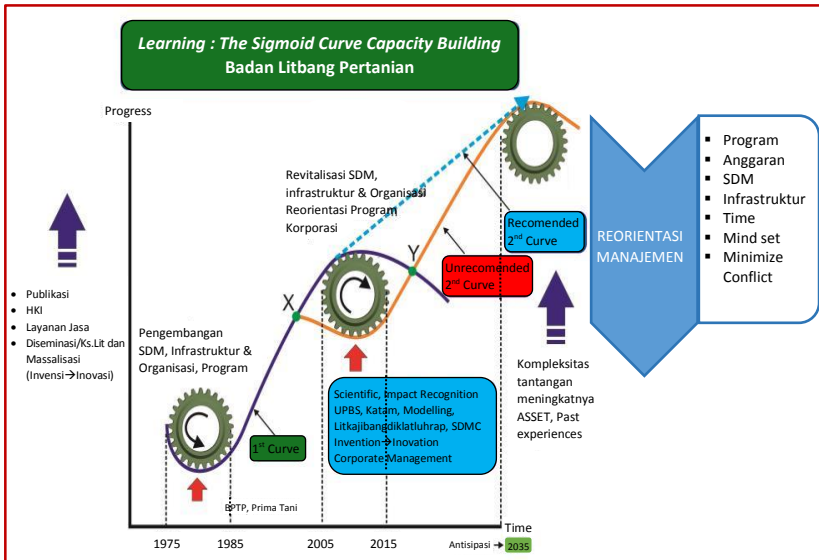 Learning : The Sigmoid Curve Capacity Building
Badan Litbang Pertanian
Progress
Revitalisasi SDM,
infrastruktur & Organisasi
Reorientasi Program
Korporasi
Recomended
2nd Curve
Unrecomended
2nd Curve
X
Y
REORIENTASI
MANAJEMEN
▪ Program
▪ Anggaran
▪ SDM
▪ Infrastruktur
▪ Time
▪ Mind set
▪ Minimize
Conflict
• Publikasi
• HKI
• Layanan Jasa
• Diseminasi/Ks.Lit dan
Massalisasi
(Invensi→Inovasi)
Pengembangan
SDM, Infrastruktur &
Organisasi, Program
1st Curve
Scientific, Impact Recognition
UPBS, Katam, Modelling,
Litkajibangdiklatluhrap, SDMC
Invention→Inovation
Corporate Management
Kompleksitas
tantangan
meningkatnya
ASSET, Past
experiences
BPTP, Prima Tani
Time
1975
1985
2005
2015
Antisipasi → 2035